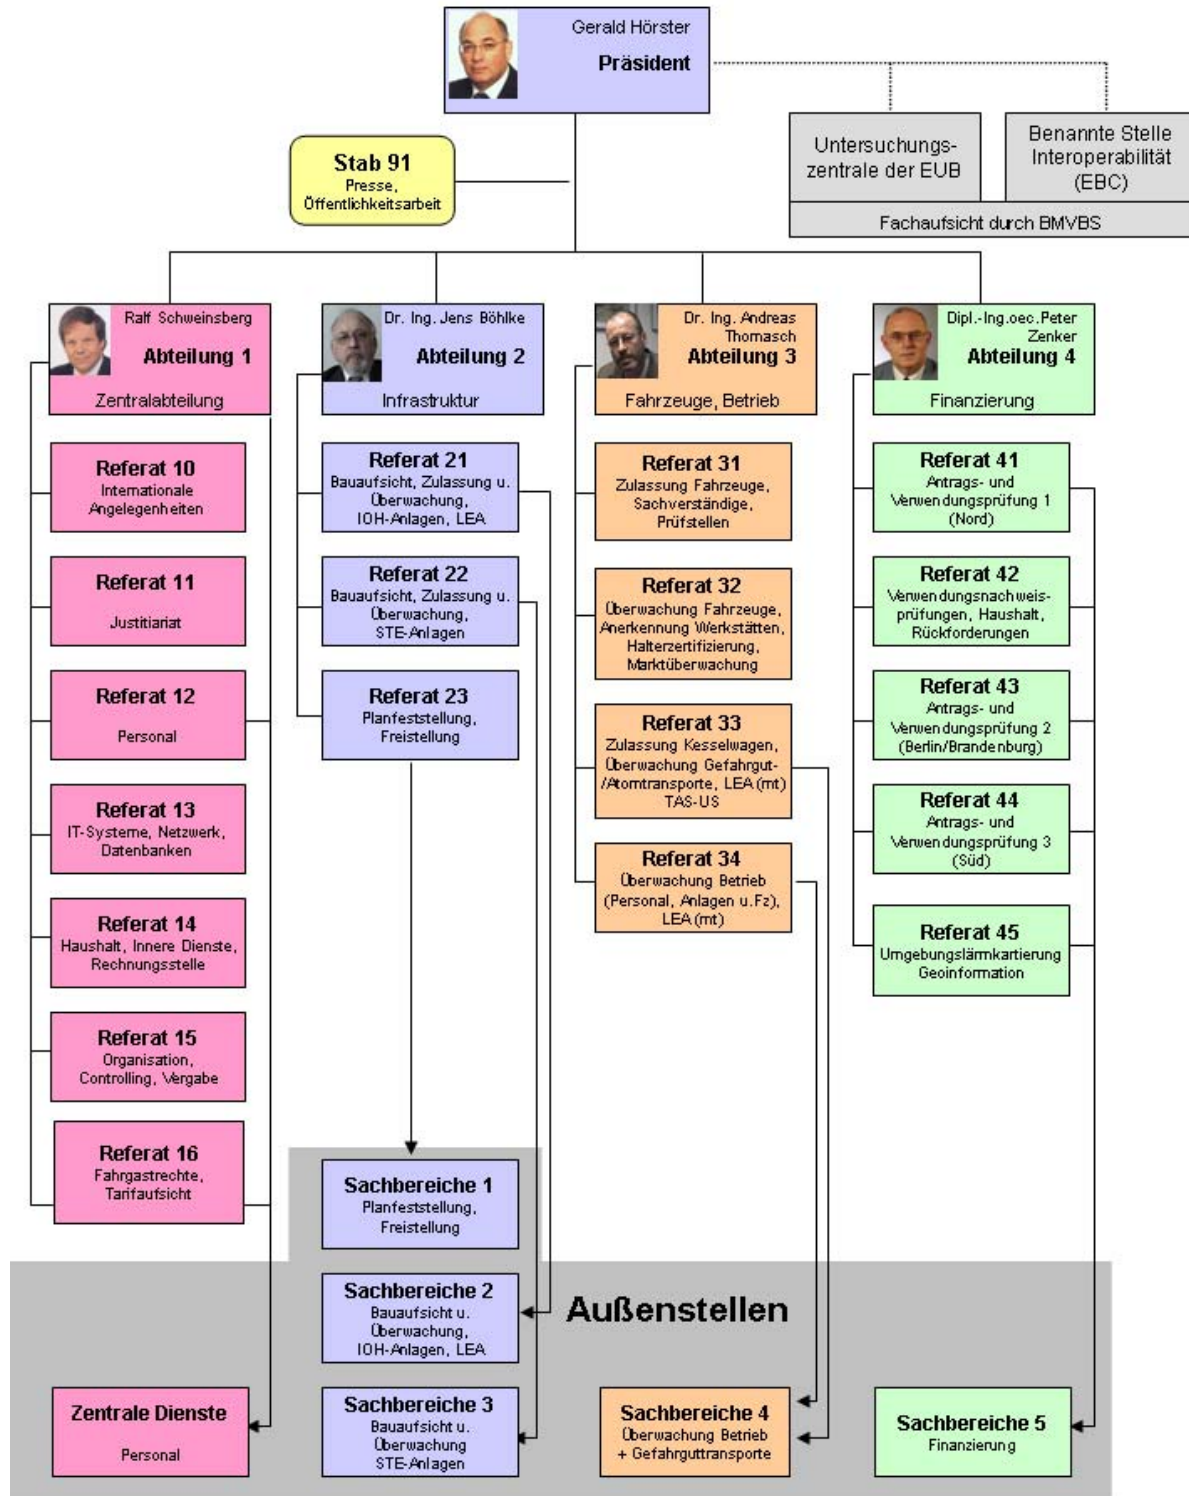 Gerald Hörster
Präsident
Stab 91
Presse,
Öffentlichkeitsarbeit
Untersuchungs-
zentrale der EUB
Benannte Stelle
Interoperabilität
(EBC)
Fachaufsicht durch BMVBS
Ralf Schweinsberg
Abteilung 1
Zentralabteilung
Referat 10
Internationale
Angelegenheiten
Referat 11
Justitiariat
Referat 12
Personal
Referat 13
IT-Systeme, Netzwerk,
Datenbanken
Referat 14
Haushalt, Innere Dienste,
Rechnungsstelle
Referat 15
Organisation,
Controlling, Vergabe
Referat 16
Fahrgastrechte,
Tarifaufsicht
Dr. Ing. Jens Böhlke
Abteilung 2
Infrastruktur
Referat 21
Bauaufsicht, Zulassung u.
Überwachung,
IOH-Anlagen, LEA
Referat 22
Bauaufsicht, Zulassung u.
Überwachung,
STE-Anlagen
Referat 23
Planfeststellung,
Freistellung
Dr. Ing. Andreas
Thomasch
Abteilung 3
Fahrzeuge, Betrieb
Referat 31
Zulassung Fahrzeuge,
Sachverständige,
Prüfstellen
Referat 32
Überwachung Fahrzeuge,
Anerkennung Werkstätten,
Halterzertifizierung,
Marktüberwachung
Referat 33
Zulassung Kesselwagen,
Überwachung Gefahrgut-
/Atomtransporte, LEA (mt)
TAS-US
Referat 34
Überwachung Betrieb
(Personal, Anlagen u.Fz),
LEA (mt)
Dipl.-Ing.oec.Peter
Zenker
Abteilung 4
Finanzierung
Referat 41
Antrags- und
Verwendungsprüfung 1
(Nord)
Referat 42
Verwendungsnachweis-
prüfungen, Haushalt,
Rückforderungen
Referat 43
Antrags- und
Verwendungsprüfung 2
(Berlin/Brandenburg)
Referat 44
Antrags- und
Verwendungsprüfung 3
(Süd)
Referat 45
Umgebungslärmkartierung
Geoinformation
Außenstellen
Zentrale Dienste
Personal
Sachbereiche 1
Planfeststellung,
Freistellung
Sachbereiche 2
Bauaufsicht u.
Überwachung,
IOH-Anlagen, LEA
Sachbereiche 3
Bauaufsicht u.
Überwachung
STE-Anlagen
Sachbereiche 4
Überwachung Betrieb
+ Gefahrguttransporte
Sachbereiche 5
Finanzierung